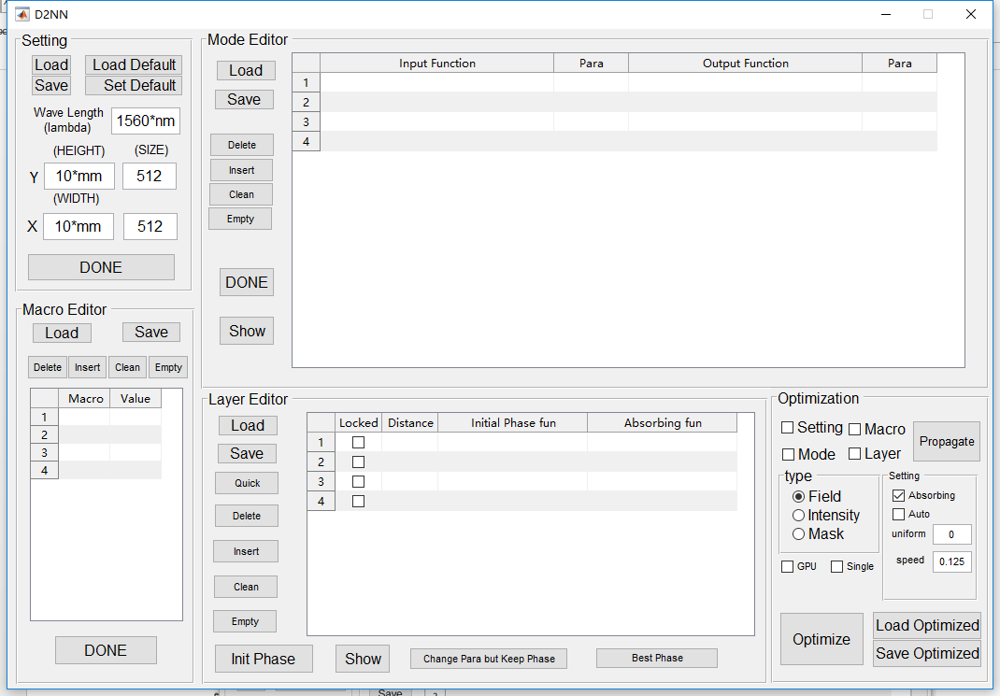 D2NN
Setting
Load
Load Default
Save
Set Default
Wave Length
(lambda)
1560*nm
(HEIGHT)
(SIZE)
Y
10*mm
512
(WIDTH)
X
10*mm
512
DONE
Macro Editor
Load
Save
Delete
Insert
Clean
Empty
Macro
Value
1
2
3
4
DONE
Mode Editor
Load
Save
Delete
Insert
Clean
Empty
DONE
Show
Input Function
Para
Output Function
Para
1
2
3
4
Layer Editor
Load
Save
Quick
Delete
Insert
Clean
Empty
Locked
Distance
Initial Phase fun
Absorbing fun
1
2
3
4
Init Phase
Show
Change Para but Keep Phase
Best Phase
Optimization
Setting
Macro
Mode
Layer
Propagate
type
Field
Intensity
Mask
GPU
Single
Setting
Absorbing
Auto
uniform
0
speed
0.125
Optimize
Load Optimized
Save Optimized
Save